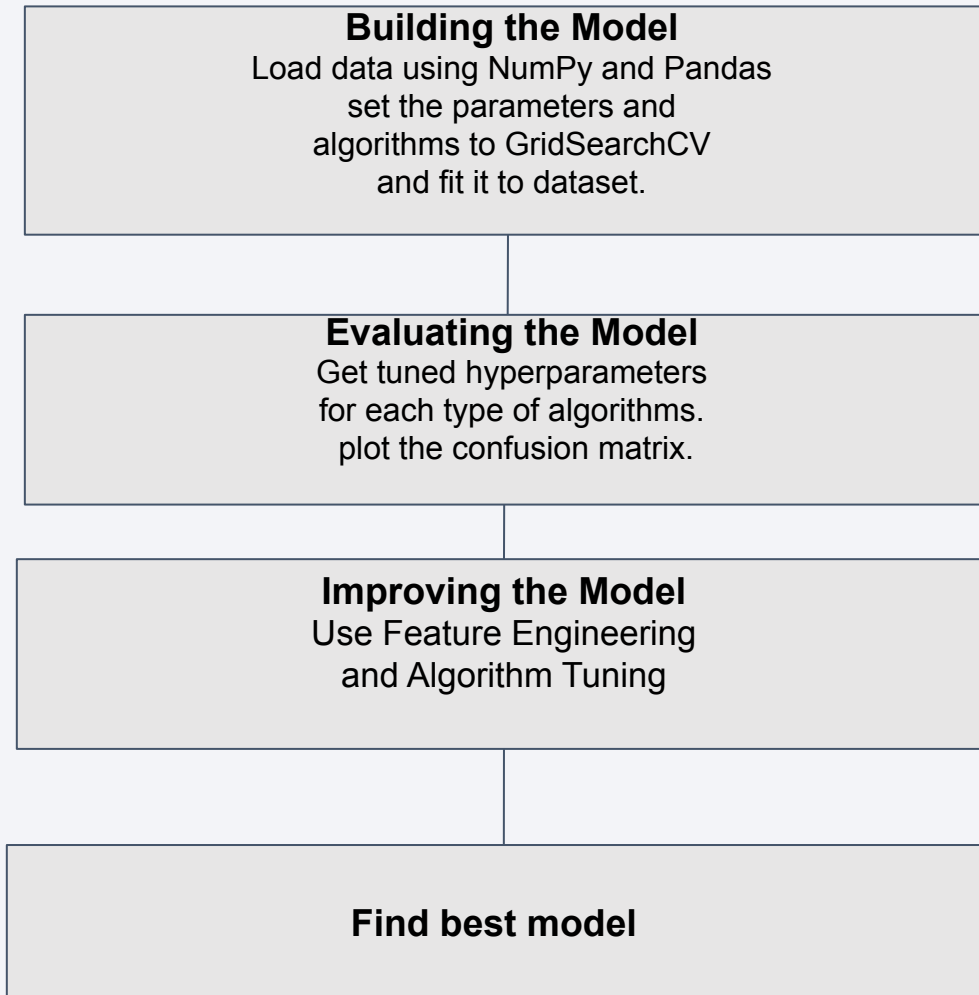 Building the Model
Load data using NumPy and Pandas
set the parameters and
algorithms to GridSearchCV
and fit it to dataset.
Evaluating the Model
Get tuned hyperparameters
for each type of algorithms.
plot the confusion matrix.
Improving the Model
Use Feature Engineering
and Algorithm Tuning
Find best model